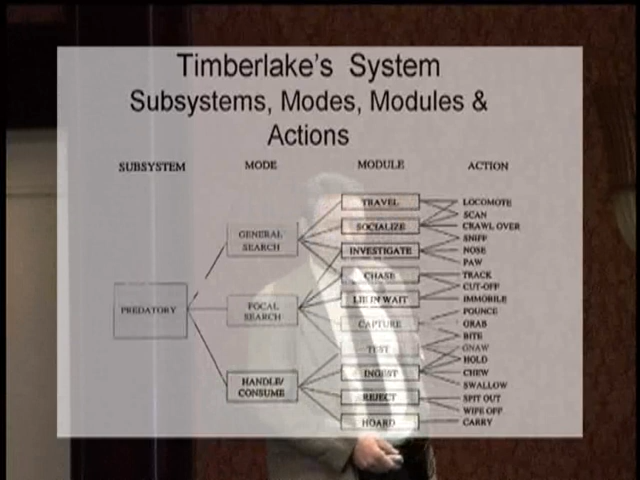 Timberlake's System
Subsystems, Modes, Modules &
Actions
SUBSYSTEM MODE MODULE ACTION
PREDATORY
GENERAL
SEARCH
FOCAL
SEARCH
HANDLE/
CONSUME
TRAVEL
SOCIALIZE
INVESTIGATE
CHASE
LIE IN WAIT
CAPTURE
TEST
INGEST
REJECT
HOARD
LOCOMOTE
SCAN
CRAWL OVER
SNIFF
NOSE
PAW
TRACK
CUT-OFF
IMMOBILE
POUNCE
GRAB
BITE
GNAW
HOLD
CHEW
SWALLOW
SPIT OUT
WIPE OFF
CARRY